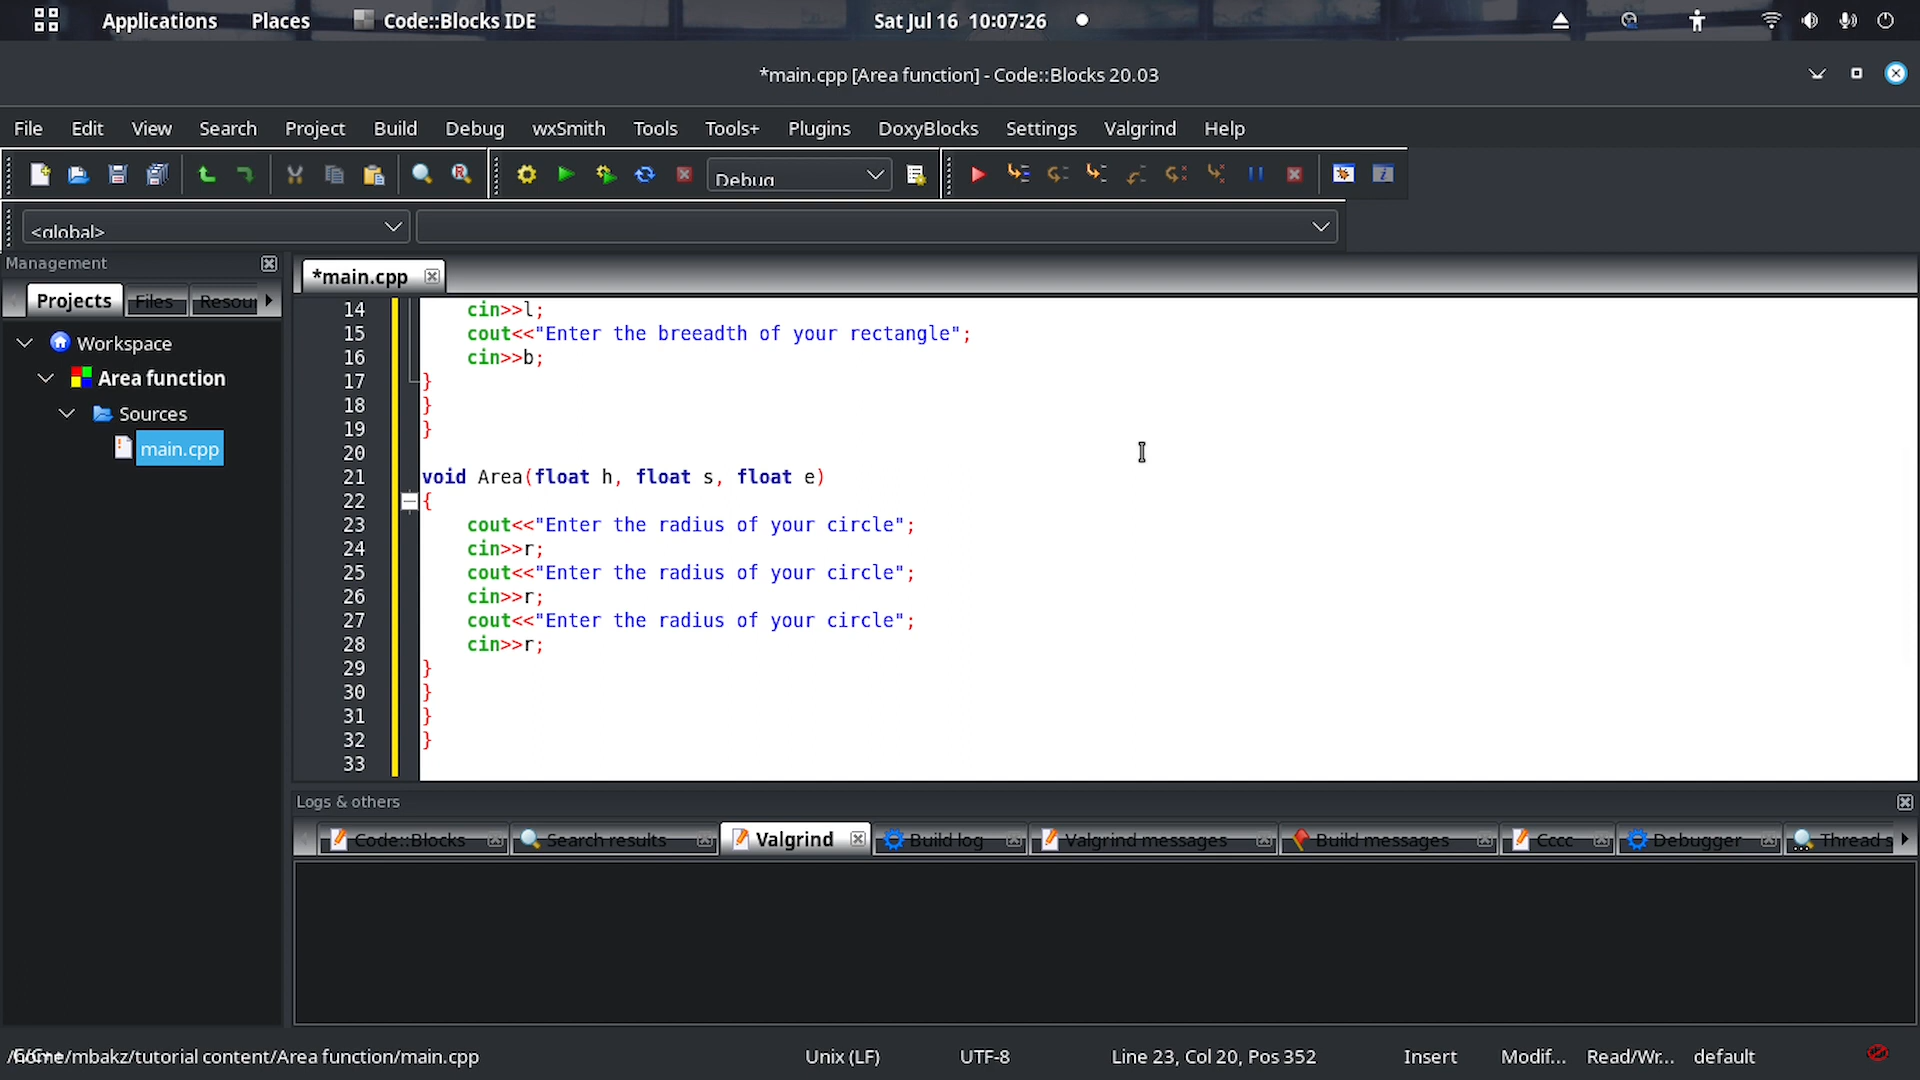 Applications Places Code::Blocks IDE Sat Jul 16 10:07:26
*main.cpp [Area function] - Code::Blocks 20.03
File Edit View Search Project Build Debug wxSmith Tools Tools+ Plugins DoxyBlocks Settings Valgrind Help
Debug
<global>
Management
Projects Files Resou
*main.cpp
Workspace
Area function
Sources
main.cpp
14 cin>>l;
15 cout<<"Enter the breeadth of your rectangle";
16 cin>>b;
17 }
18 }
19 }
20
21 void Area(float h, float s, float e)
22 {
23 cout<<"Enter the radius of your circle";
24 cin>>r;
25 cout<<"Enter the radius of your circle";
26 cin>>r;
27 cout<<"Enter the radius of your circle";
28 cin>>r;
29 }
30 }
31 }
32 }
33
Logs & others
Code::Blocks Search results Valgrind Build log Valgrind messages Build messages Cccc Debugger Thread s
/home/mbakz/tutorial content/Area function/main.cpp Unix (LF) UTF-8 Line 23, Col 20, Pos 352 Insert Modif... Read/Wr... default